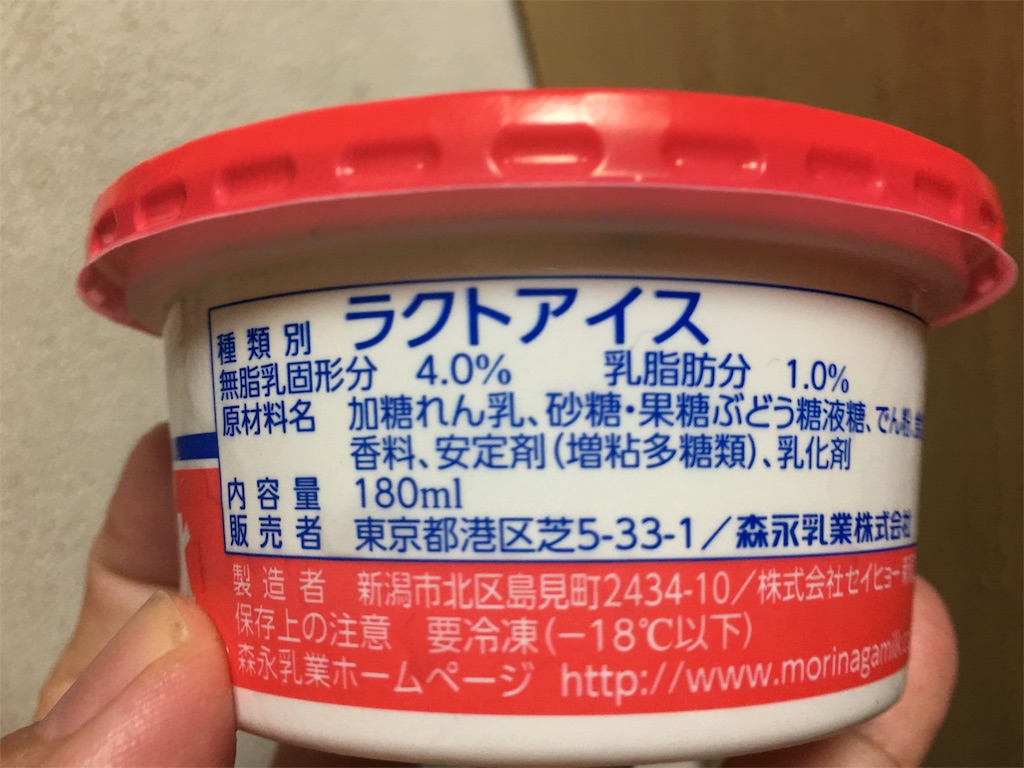 種類別 ラクトアイス
無脂乳固形分 4.0% 乳脂肪分 1.0%
原材料名 加糖れん乳、砂糖・果糖ぶどう糖液糖、でん粉、
香料、安定剤(増粘多糖類)、乳化剤
内容量 180ml
販売者 東京都港区芝5-33-1/森永乳業株式会社
製造者 新潟市北区島見町2434-10/株式会社セイヒョー
保存上の注意 要冷凍(-18℃以下)
森永乳業ホームページ http://www.morinagamilk.